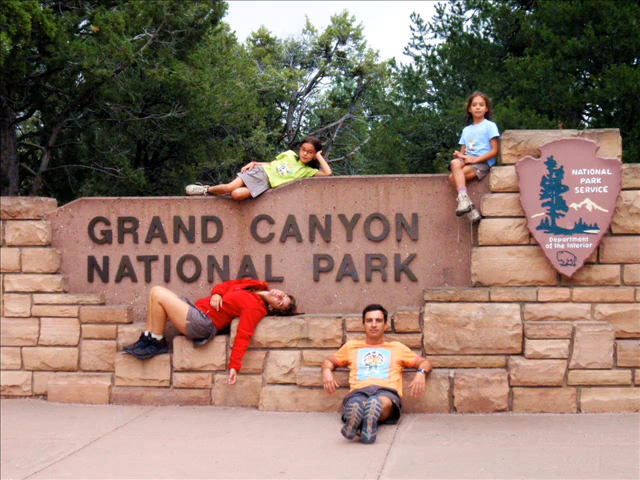 GRAND CANYON
NATIONAL PARK
NATIONAL
PARK
SERVICE
Department
of the Interior